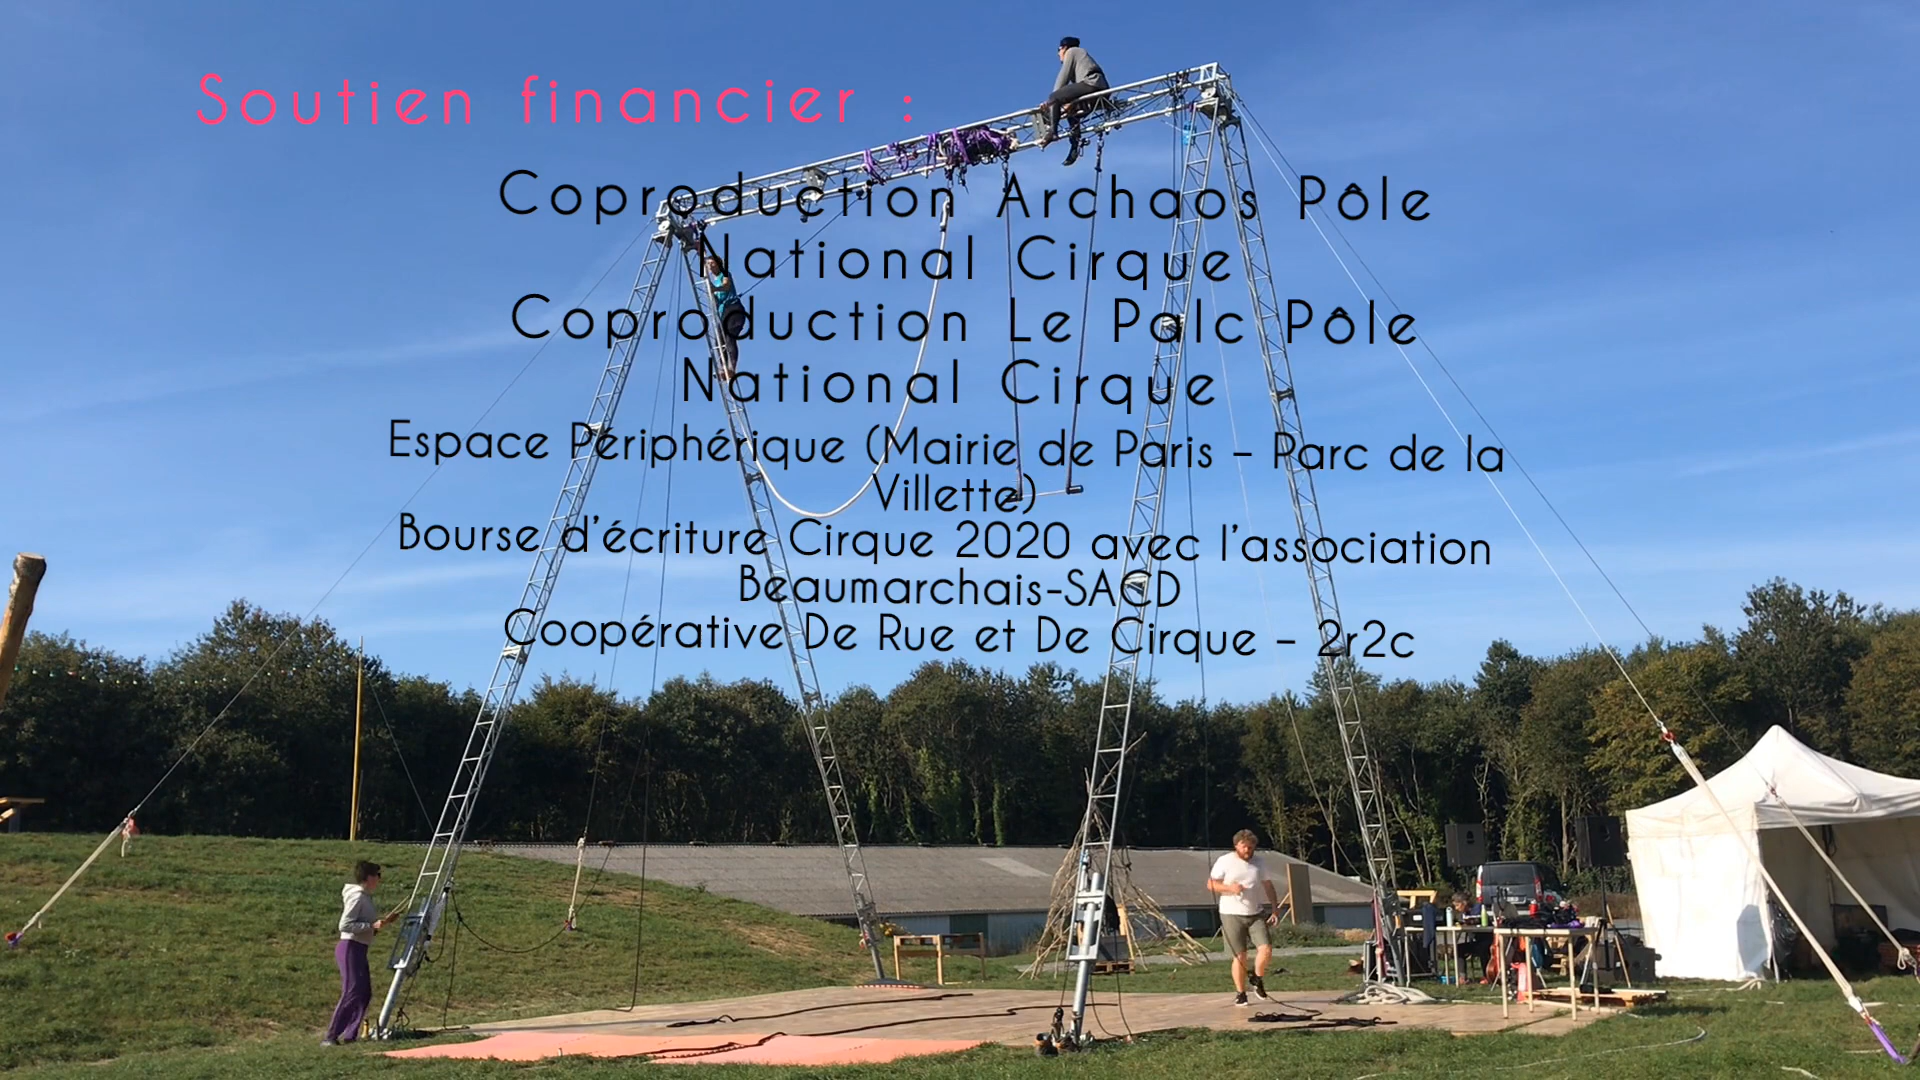 Soutien financier :
Coproduction Archaos Pôle
National Cirque
Coproduction Le Palc Pôle
National Cirque
Espace Périphérique (Mairie de Paris – Parc de la
Villette)
Bourse d'écriture Cirque 2020 avec l'association
Beaumarchais-SACD
Coopérative De Rue et De Cirque – 2r2c